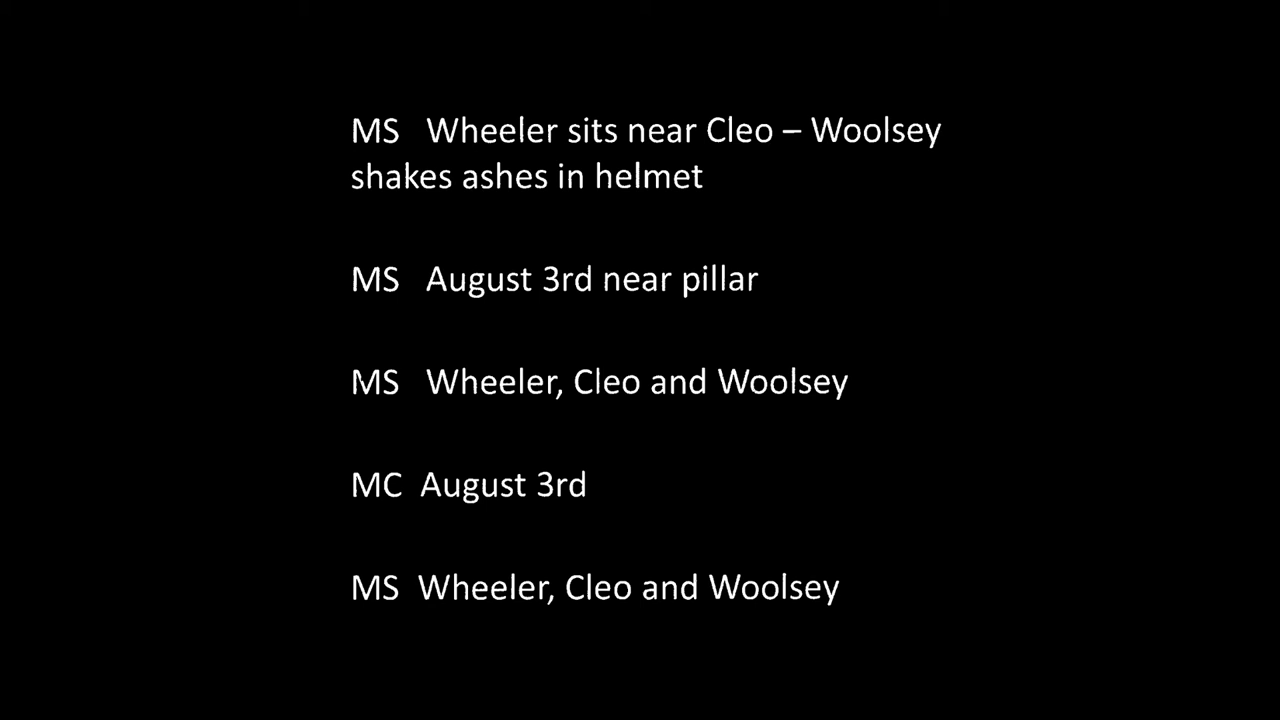 MS   Wheeler sits near Cleo – Woolsey
shakes ashes in helmet
MS   August 3rd near pillar
MS   Wheeler, Cleo and Woolsey
MC  August 3rd
MS  Wheeler, Cleo and Woolsey